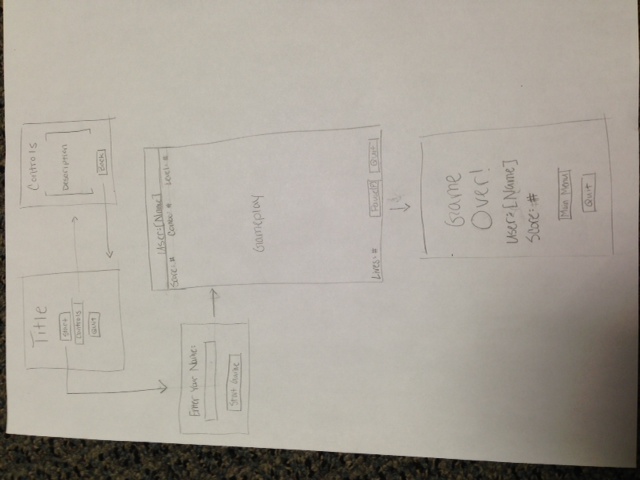 Title
Start
Controls
Quit
Controls
Description
Back
Enter Your Name:
Start Game
User: [Name]
Score: #
Level: #
Gameplay
Lives: #
Quit
Game
Over!
User: [Name]
Score: #
Main Menu
Quit